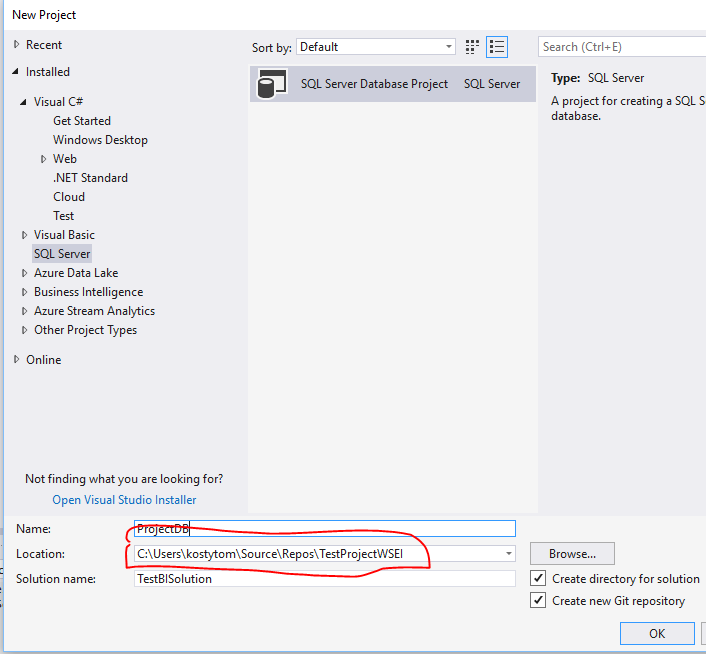 New Project
Recent
Installed
Visual C#
Get Started
Windows Desktop
Web
.NET Standard
Cloud
Test
Visual Basic
SQL Server
Azure Data Lake
Business Intelligence
Azure Stream Analytics
Other Project Types
Online
Not finding what you are looking for?
Open Visual Studio Installer
Sort by: Default
SQL Server Database Project SQL Server
Search (Ctrl+E)
Type: SQL Server
A project for creating a SQL S
database.
Name: ProjectDB
Location: C:\Users\kostytom\Source\Repos\TestProjectWSEI Browse...
Solution name: TestBISolution
Create directory for solution
Create new Git repository
OK